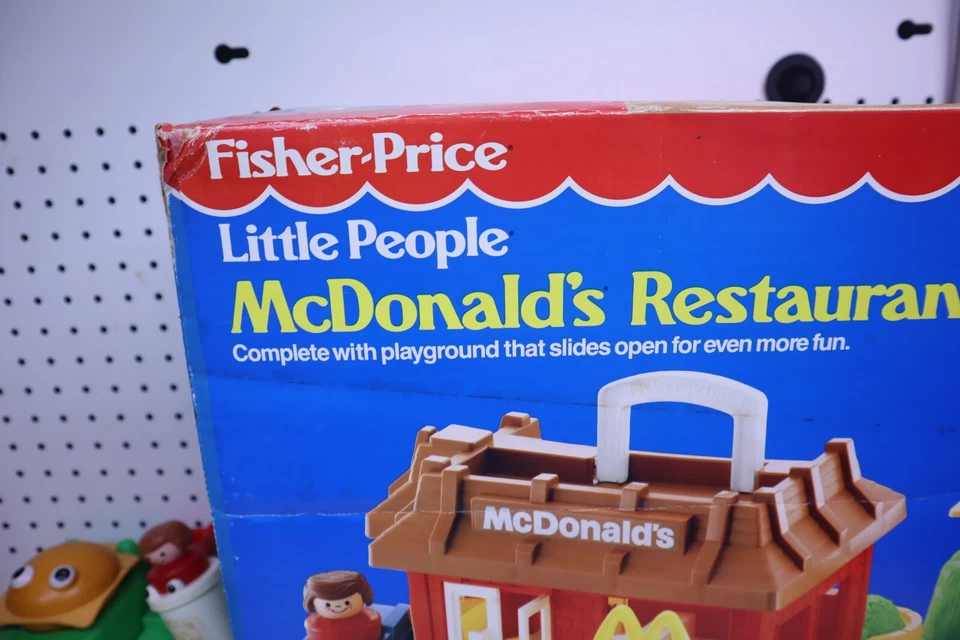 Fisher-Price
Little People
McDonald's Restauran
Complete with playground that slides open for even more fun.
McDonald's